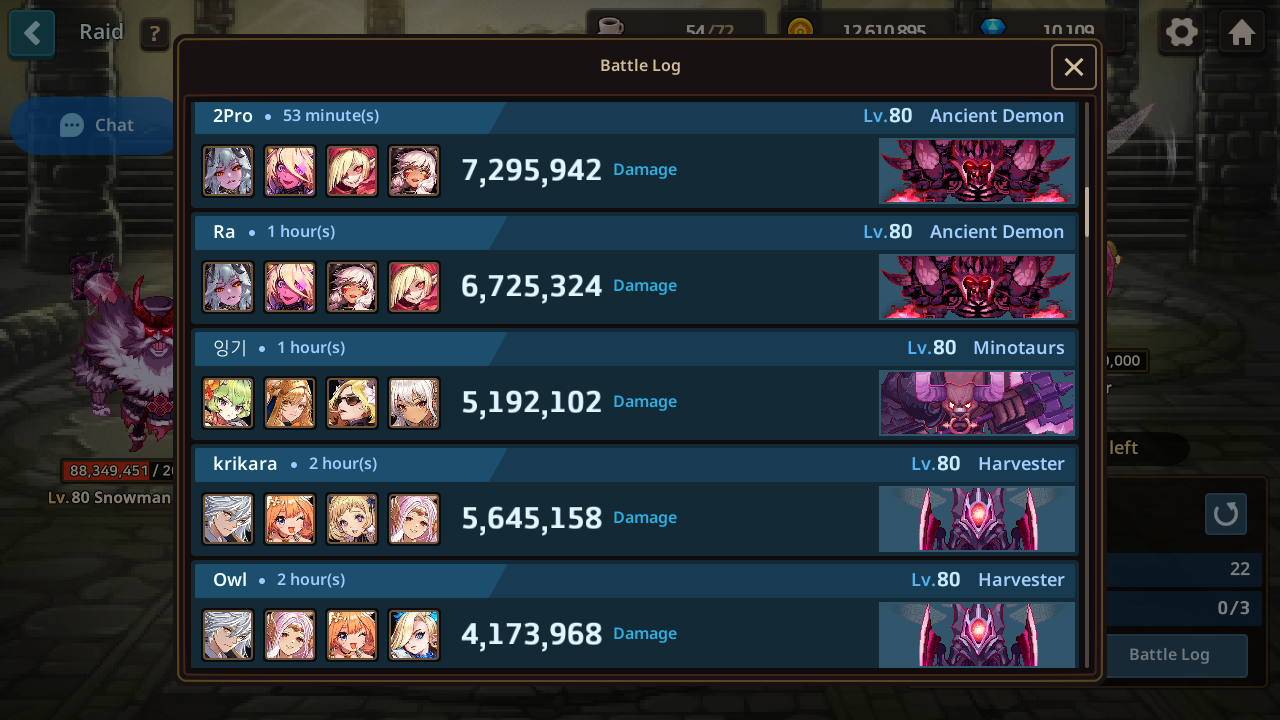 Raid ? 54/72 12,610,895 10,109
Battle Log
Chat
2Pro • 53 minute(s) Lv.80 Ancient Demon
7,295,942 Damage
Ra • 1 hour(s) Lv.80 Ancient Demon
6,725,324 Damage
잉기 • 1 hour(s) Lv.80 Minotaurs
5,192,102 Damage
krikara • 2 hour(s) Lv.80 Harvester
5,645,158 Damage
Owl • 2 hour(s) Lv.80 Harvester
4,173,968 Damage
88,349,451 / 20
Lv.80 Snowman
0,000
r
left
22
0/3
Battle Log